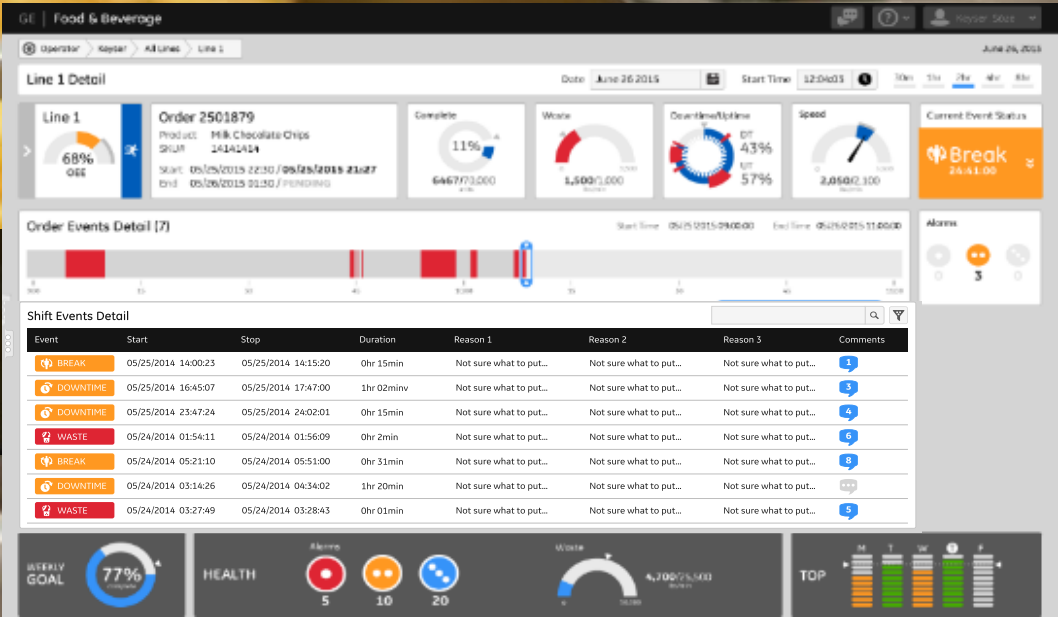 GE | Food & Beverage
Keyser Söze
Operator Keyser All Lines Line 1
June 26, 2015
Line 1 Detail
Date June 26 2015 Start Time 12:04:03 30m 1hr 2hr 4hr 8hr
Line 1
68%
OEE
Order 2501879
Product Milk Chocolate Chips
SKU# 14141414
Start 05/25/2015 22:30 / 05/25/2015 21:27
End 05/26/2015 01:30 / PENDING
Complete
11%
6467/70,000
Waste
1,500/1,000
Downtime/Uptime
DT
43%
UT
57%
Speed
2,050/2,100
Current Event Status
Break
24:41:00
Order Events Detail (7)
Start Time 05/25/2015 09:00:00 End Time 05/25/2015 11:00:00
Alarms
0 3 0
Shift Events Detail
Event Start Stop Duration Reason 1 Reason 2 Reason 3 Comments
BREAK 05/25/2014 14:00:23 05/25/2014 14:15:20 0hr 15min Not sure what to put... Not sure what to put... Not sure what to put... 1
DOWNTIME 05/25/2014 16:45:07 05/25/2014 17:47:00 1hr 02minv Not sure what to put... Not sure what to put... Not sure what to put... 3
DOWNTIME 05/25/2014 23:47:24 05/25/2014 24:02:01 0hr 15min Not sure what to put... Not sure what to put... Not sure what to put... 4
WASTE 05/24/2014 01:54:11 05/24/2014 01:56:09 0hr 2min Not sure what to put... Not sure what to put... Not sure what to put... 6
BREAK 05/24/2014 05:21:10 05/24/2014 05:51:00 0hr 31min Not sure what to put... Not sure what to put... Not sure what to put... 8
DOWNTIME 05/24/2014 03:14:26 05/24/2014 04:34:02 1hr 20min Not sure what to put... Not sure what to put... Not sure what to put...
WASTE 05/24/2014 03:27:49 05/24/2014 03:28:43 0hr 01min Not sure what to put... Not sure what to put... Not sure what to put... 5
WEEKLY
GOAL
77%
complete
HEALTH
Alarms
5 10 20
Waste
4,700/25,500
TOP
M T W T F